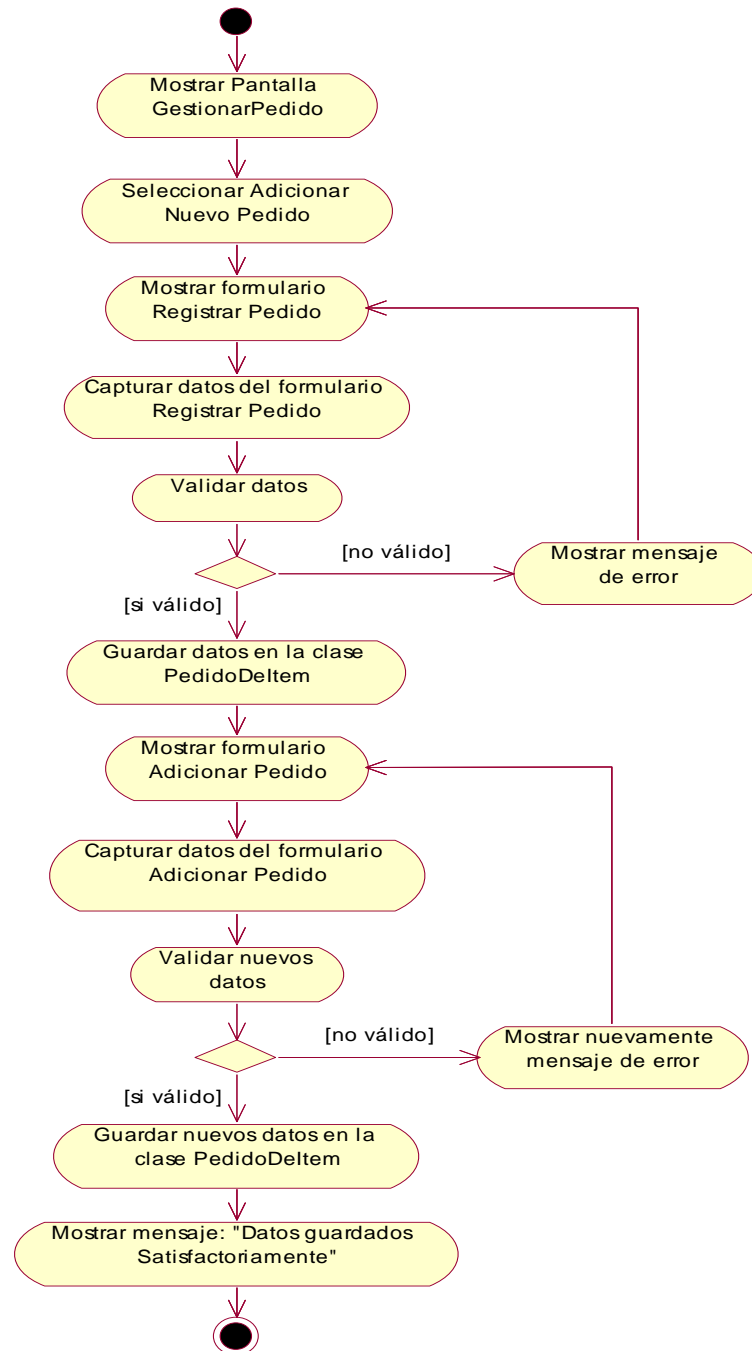 Mostrar Pantalla
GestionarPedido
Seleccionar Adicionar
Nuevo Pedido
Mostrar formulario
Registrar Pedido
Capturar datos del formulario
Registrar Pedido
Validar datos
[no válido]
Mostrar mensaje
de error
[si válido]
Guardar datos en la clase
PedidoDeItem
Mostrar formulario
Adicionar Pedido
Capturar datos del formulario
Adicionar Pedido
Validar nuevos
datos
[no válido]
Mostrar nuevamente
mensaje de error
[si válido]
Guardar nuevos datos en la
clase PedidoDeItem
Mostrar mensaje: "Datos guardados
Satisfactoriamente"